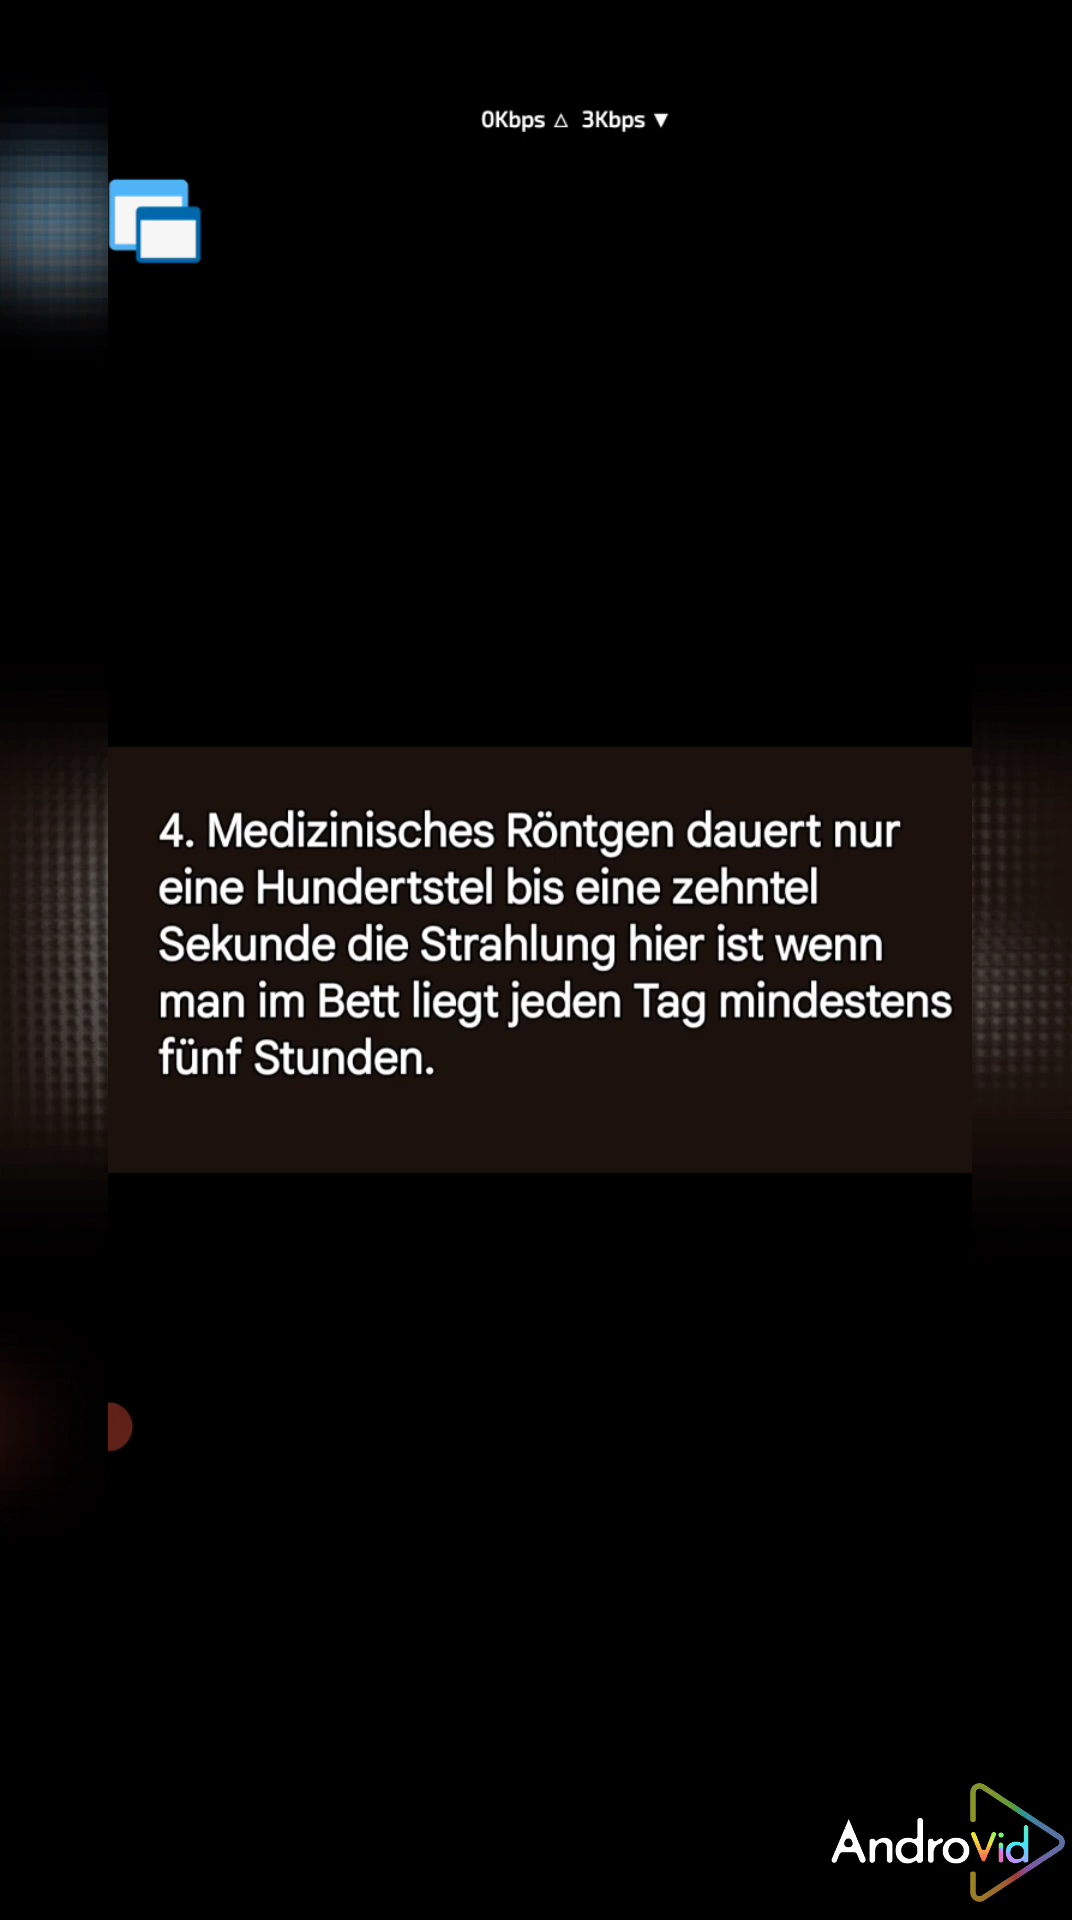 0Kbps △ 3Kbps ▼
4. Medizinisches Röntgen dauert nur
eine Hundertstel bis eine zehntel
Sekunde die Strahlung hier ist wenn
man im Bett liegt jeden Tag mindestens
fünf Stunden.
AndroVid